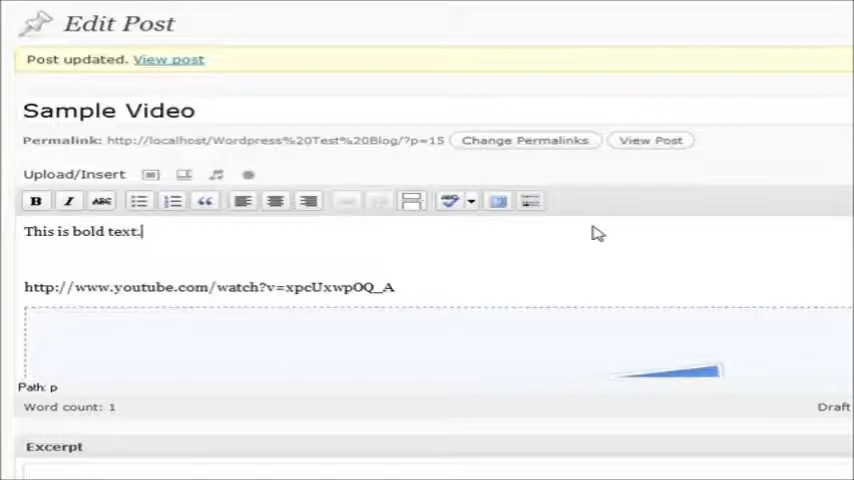 Edit Post
Post updated. View post
Sample Video
Permalink: http://localhost/Wordpress%20Test%20Blog/?p=15 Change Permalinks View Post
Upload/Insert
B I ABC “ ABC
This is bold text.
http://www.youtube.com/watch?v=xpcUxwpOQ_A
Path: p
Word count: 1 Draft
Excerpt